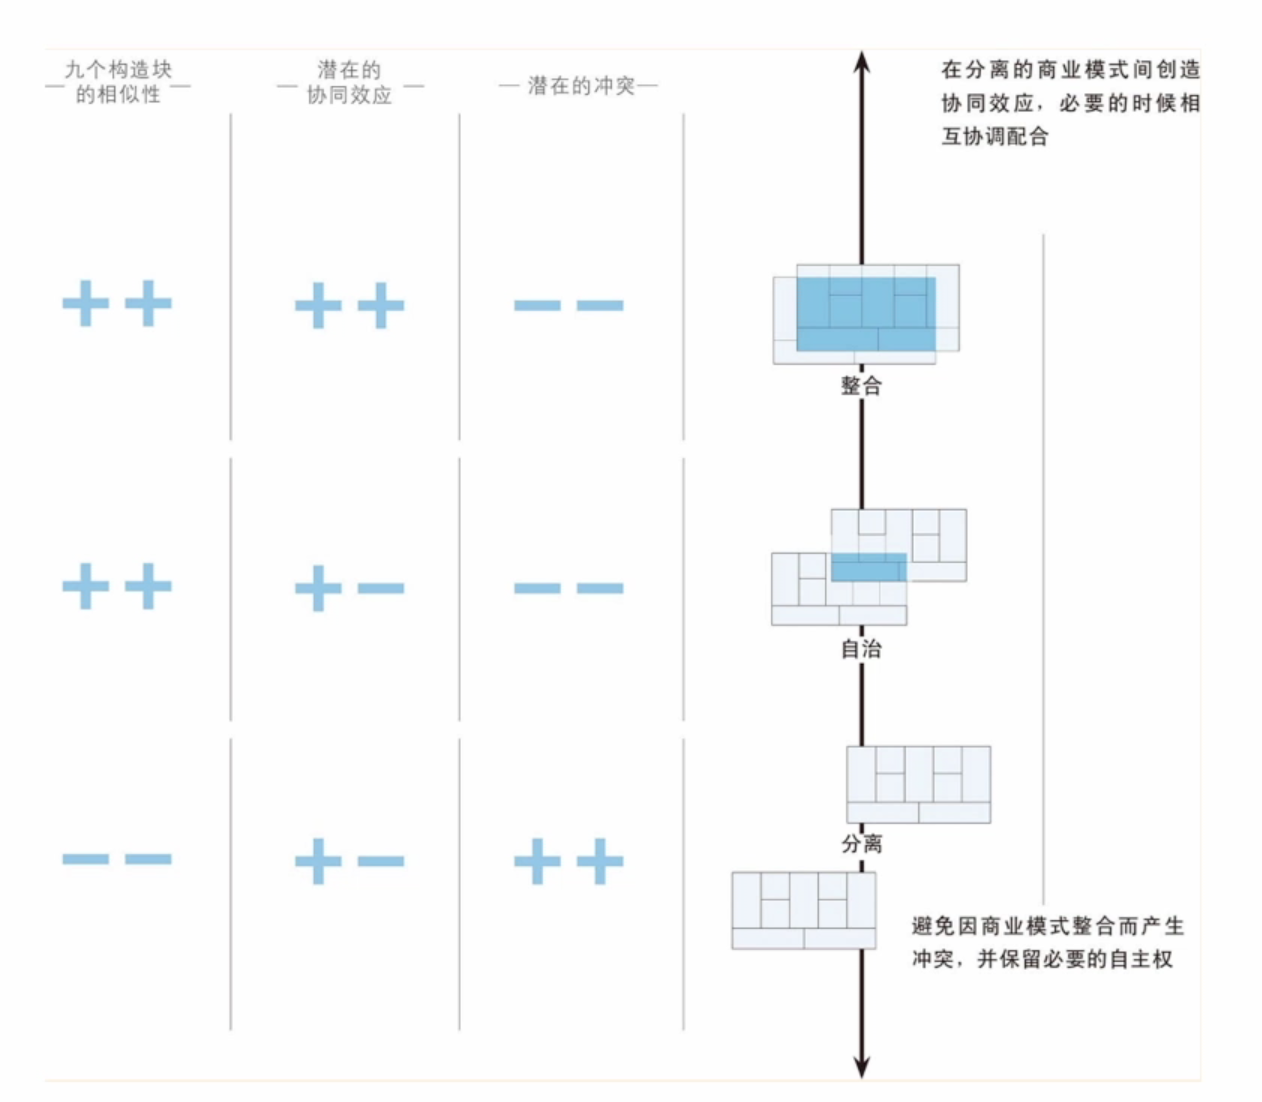 九个构造块
的相似性
潜在的
协同效应
潜在的冲突
在分离的商业模式间创造
协同效应，必要的时候相
互协调配合
++
++
－－
整合
++
+－
－－
自治
－－
+－
++
分离
避免因商业模式整合而产生
冲突，并保留必要的自主权